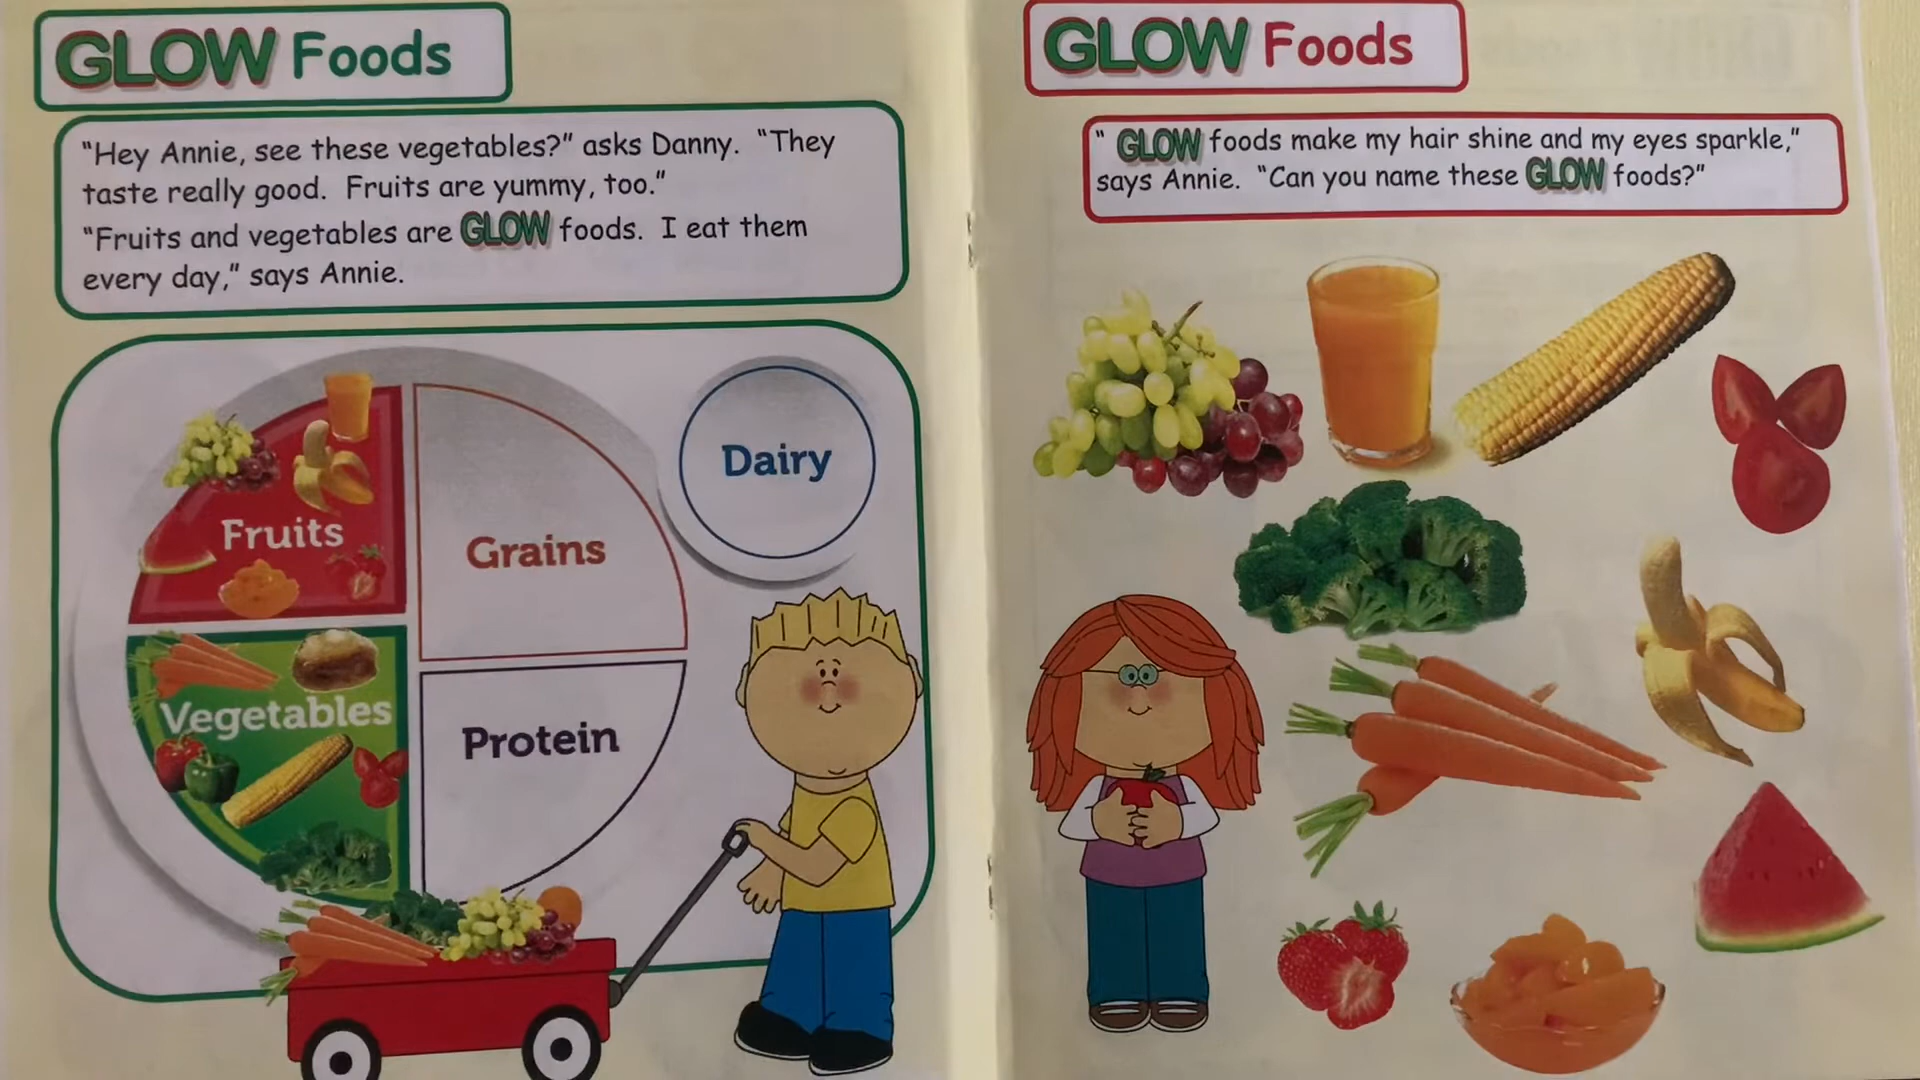 GLOW Foods
"Hey Annie, see these vegetables?" asks Danny. "They
taste really good. Fruits are yummy, too."
"Fruits and vegetables are GLOW foods. I eat them
every day," says Annie.
Fruits
Grains
Dairy
Vegetables
Protein
GLOW Foods
" GLOW foods make my hair shine and my eyes sparkle,"
says Annie. "Can you name these GLOW foods?"